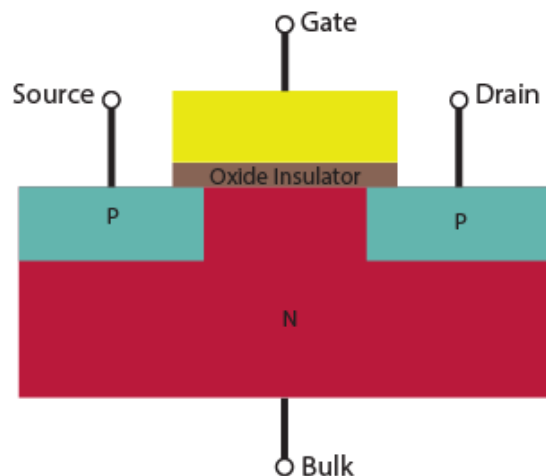 Gate
Source
Drain
Oxide Insulator
P
P
N
Bulk